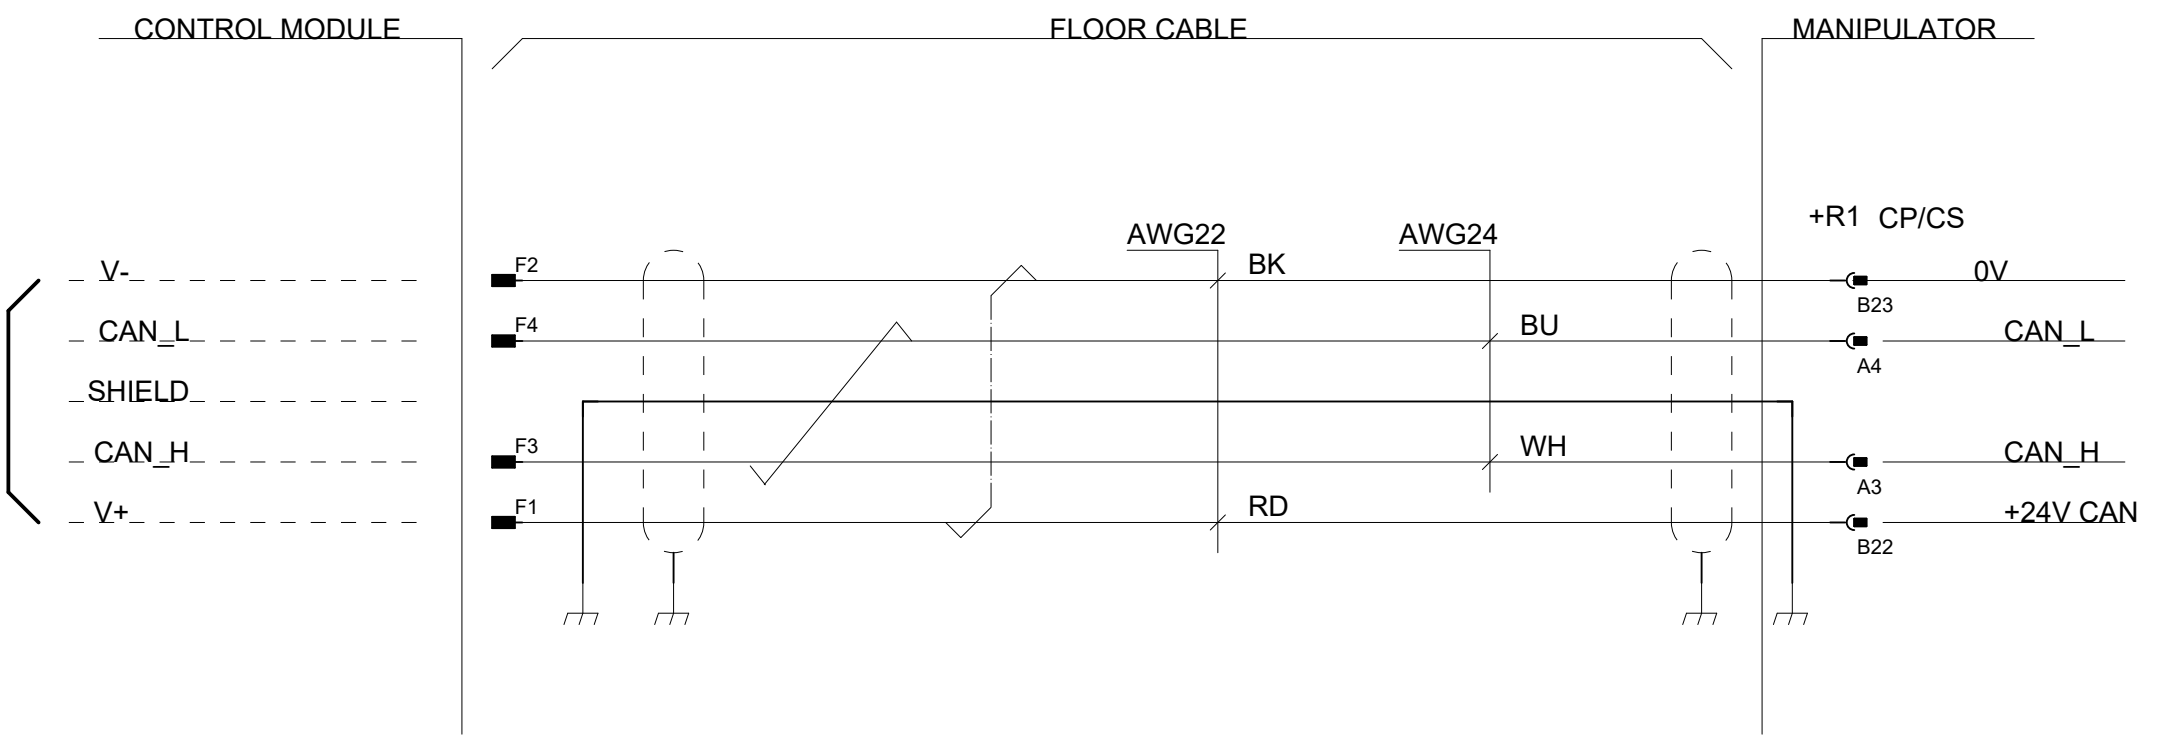 CONTROL MODULE FLOOR CABLE MANIPULATOR
+R1 CP/CS
AWG22 AWG24
V- F2 BK 0V
B23
CAN_L F4 BU CAN_L
A4
SHIELD
CAN_H F3 WH CAN_H
A3
V+ F1 RD +24V CAN
B22